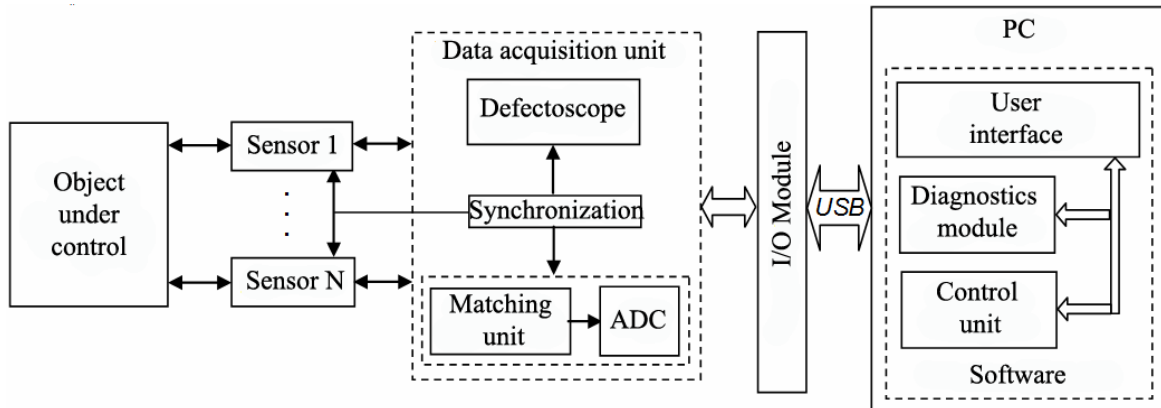 Object
under
control
Sensor 1
Sensor N
Data acquisition unit
Defectoscope
Synchronization
Matching
unit
ADC
I/O Module
USB
PC
User
interface
Diagnostics
module
Control
unit
Software